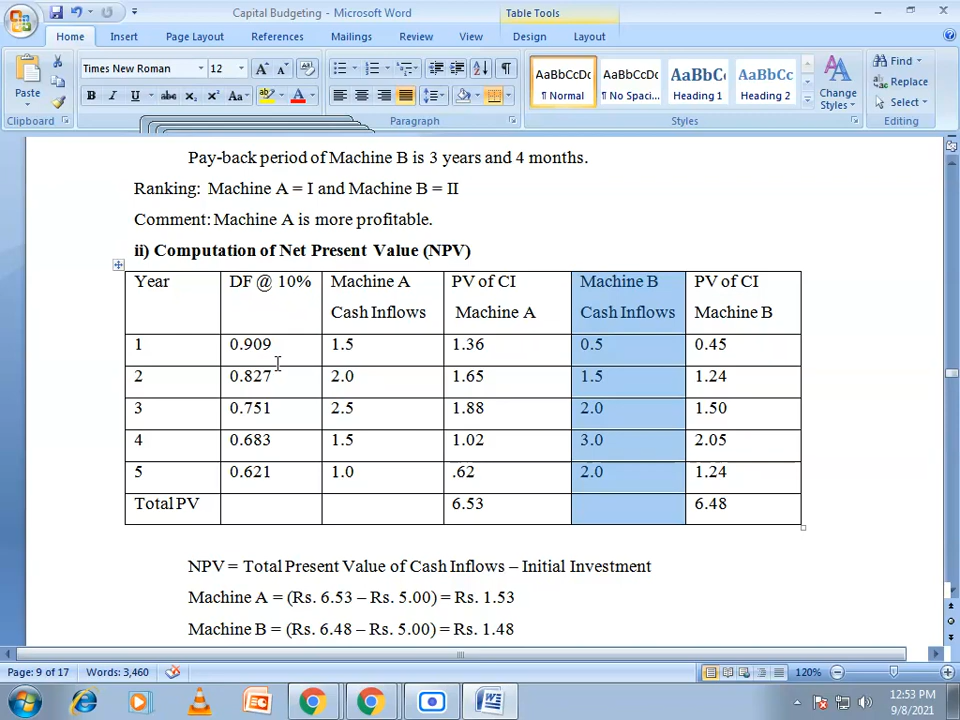 Capital Budgeting - Microsoft Word
Table Tools
Home Insert Page Layout References Mailings Review View Design Layout
Paste
Clipboard
Times New Roman 12
Paragraph
AaBbCcDc
¶ Normal
AaBbCcDc
¶ No Spaci...
AaBbCc
Heading 1
AaBbCc
Heading 2
Change
Styles
Styles
Find
Replace
Select
Editing
Pay-back period of Machine B is 3 years and 4 months.
Ranking: Machine A = I and Machine B = II
Comment: Machine A is more profitable.
ii) Computation of Net Present Value (NPV)
Year DF @ 10% Machine A PV of CI Machine B PV of CI
Cash Inflows Machine A Cash Inflows Machine B
1 0.909 1.5 1.36 0.5 0.45
2 0.827 2.0 1.65 1.5 1.24
3 0.751 2.5 1.88 2.0 1.50
4 0.683 1.5 1.02 3.0 2.05
5 0.621 1.0 .62 2.0 1.24
Total PV 6.53 6.48
NPV = Total Present Value of Cash Inflows – Initial Investment
Machine A = (Rs. 6.53 – Rs. 5.00) = Rs. 1.53
Machine B = (Rs. 6.48 – Rs. 5.00) = Rs. 1.48
Page: 9 of 17 Words: 3,460 120%
12:53 PM
9/8/2021